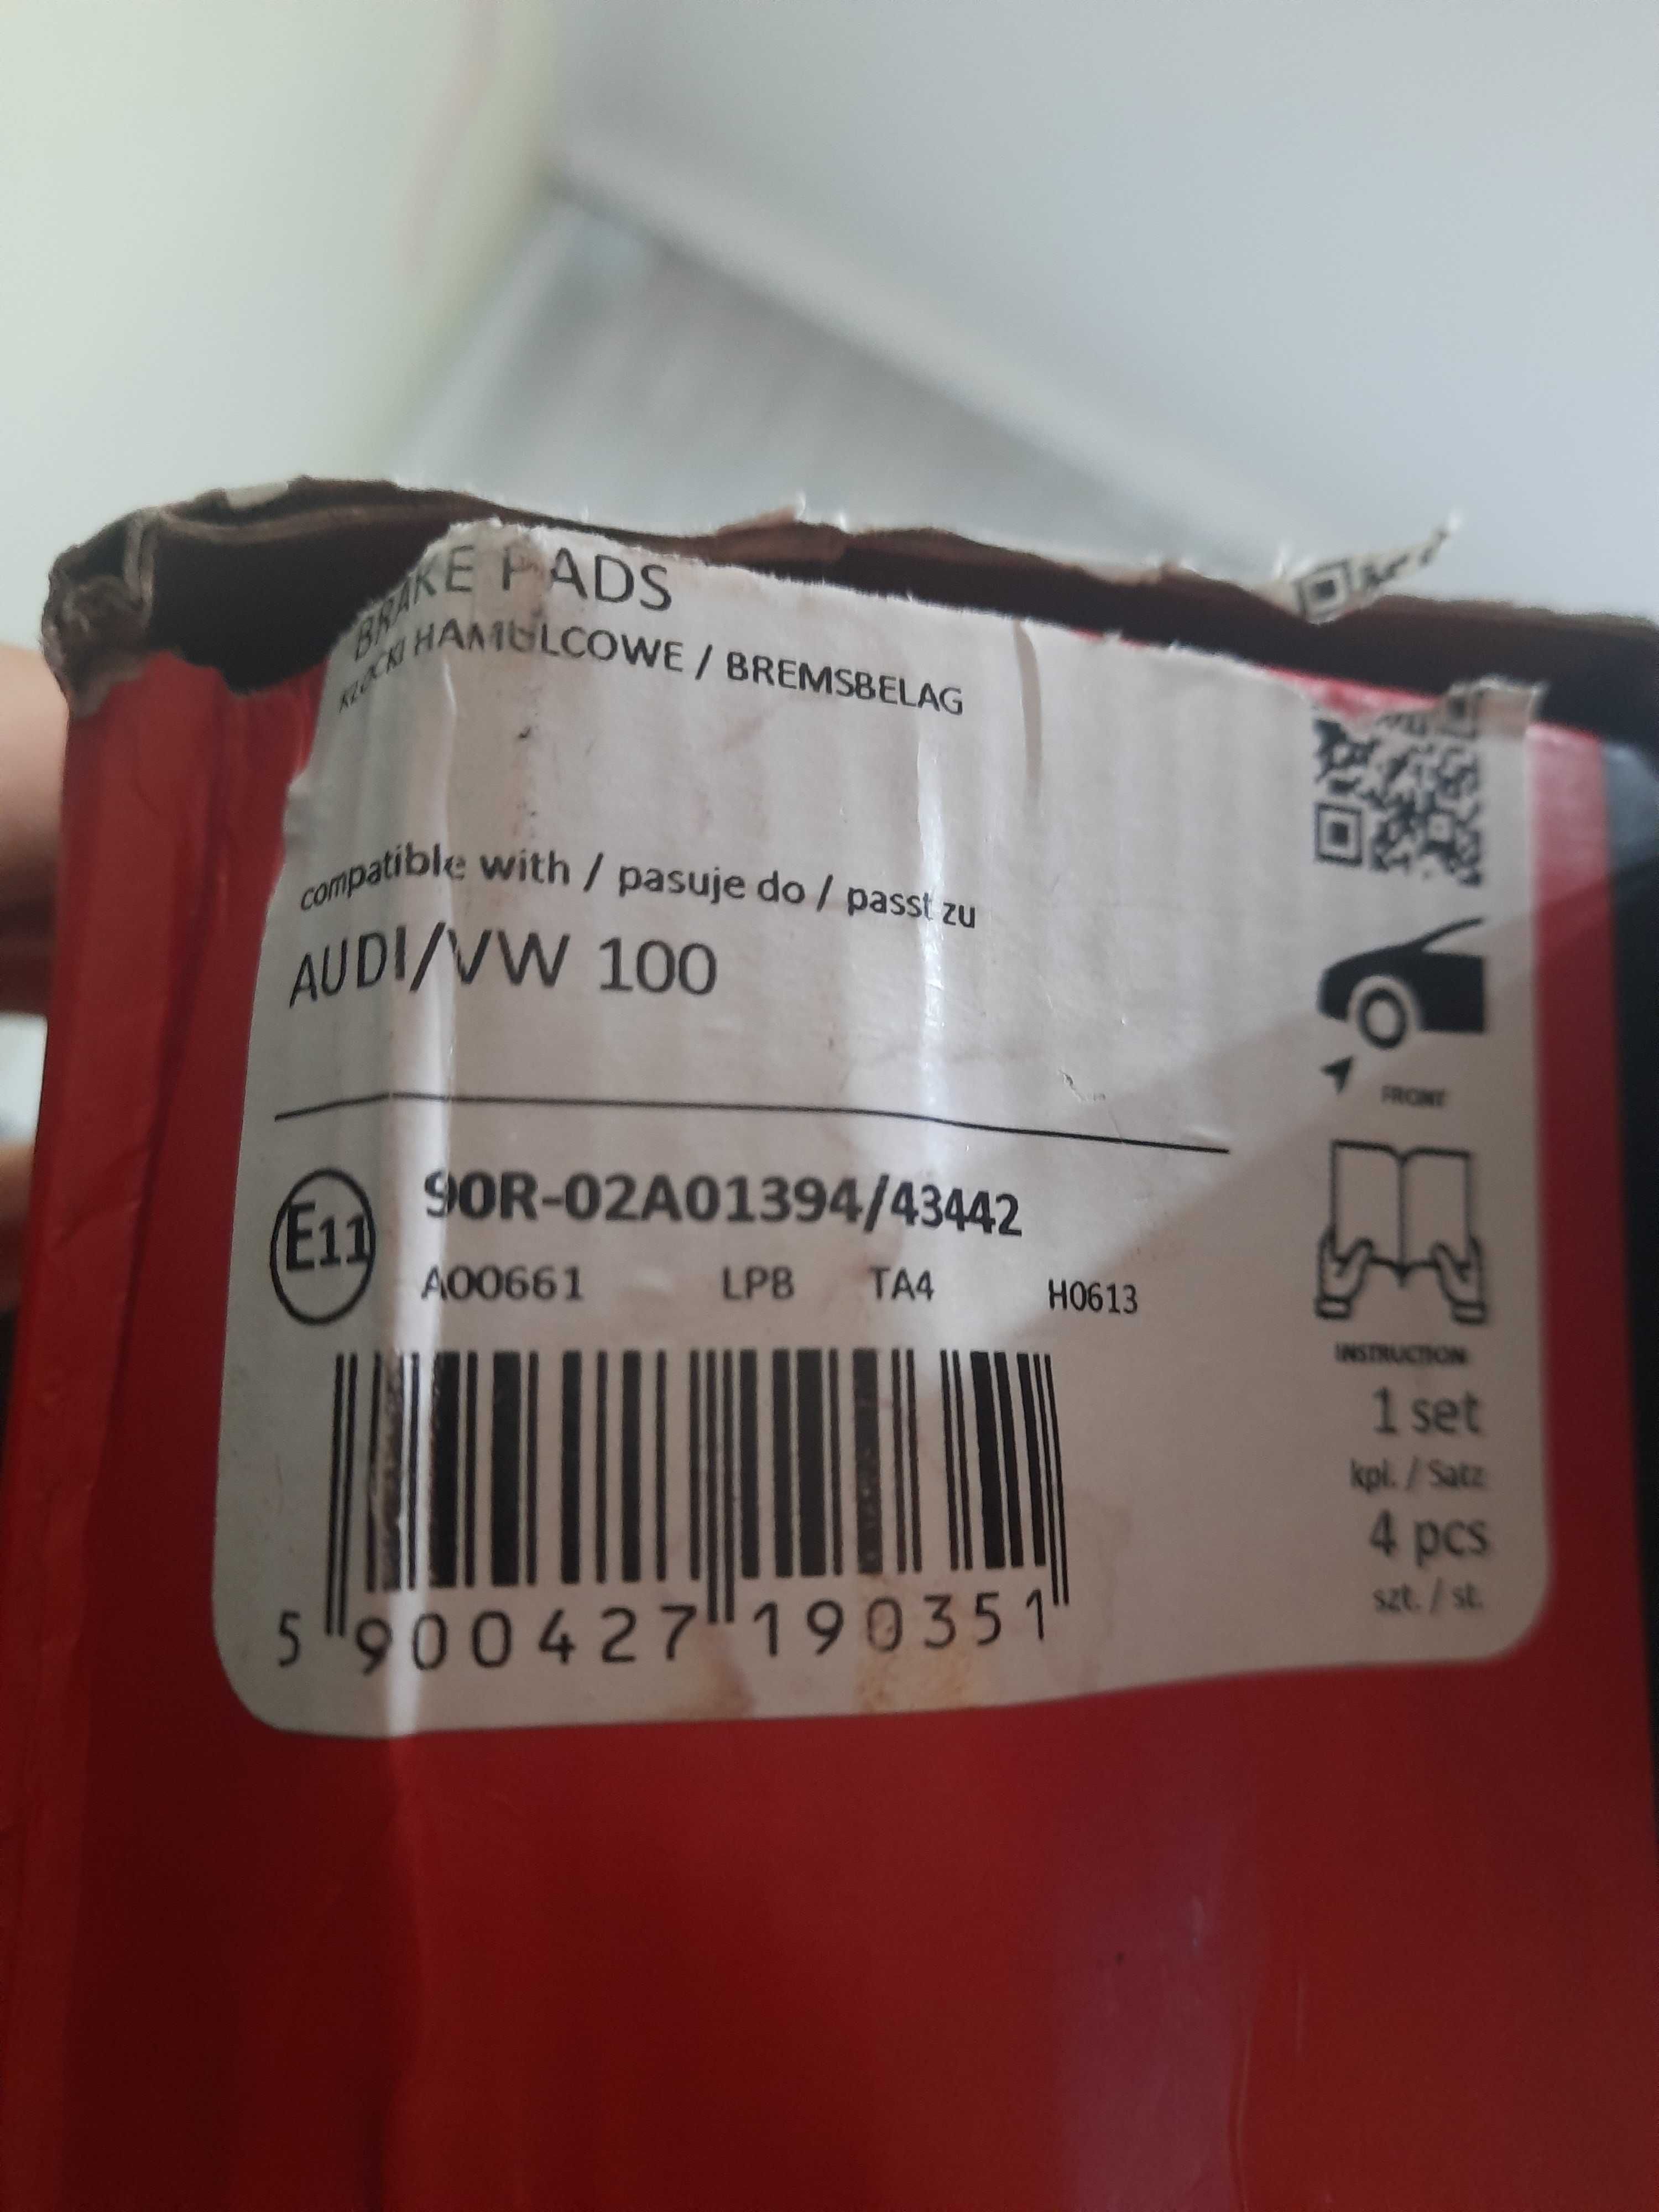 BRAKE PADS
KLOCKI HAMULCOWE / BREMSBELAG
compatible with / pasuje do / passt zu
AUDI/VW 100
FRONT
E11
90R-02A01394/43442
A00661 LPB TA4 H0613
INSTRUCTION
1 set
kpl. / Satz
4 pcs
szt. / st.
5 900427 190351